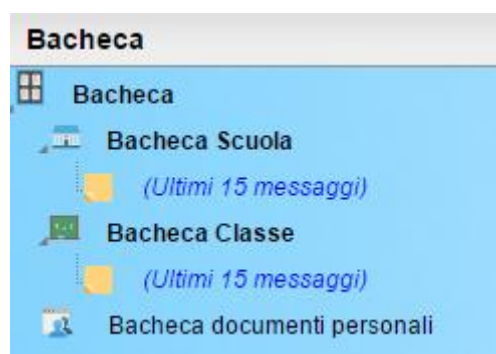 Bacheca
Bacheca
Bacheca Scuola
(Ultimi 15 messaggi)
Bacheca Classe
(Ultimi 15 messaggi)
Bacheca documenti personali